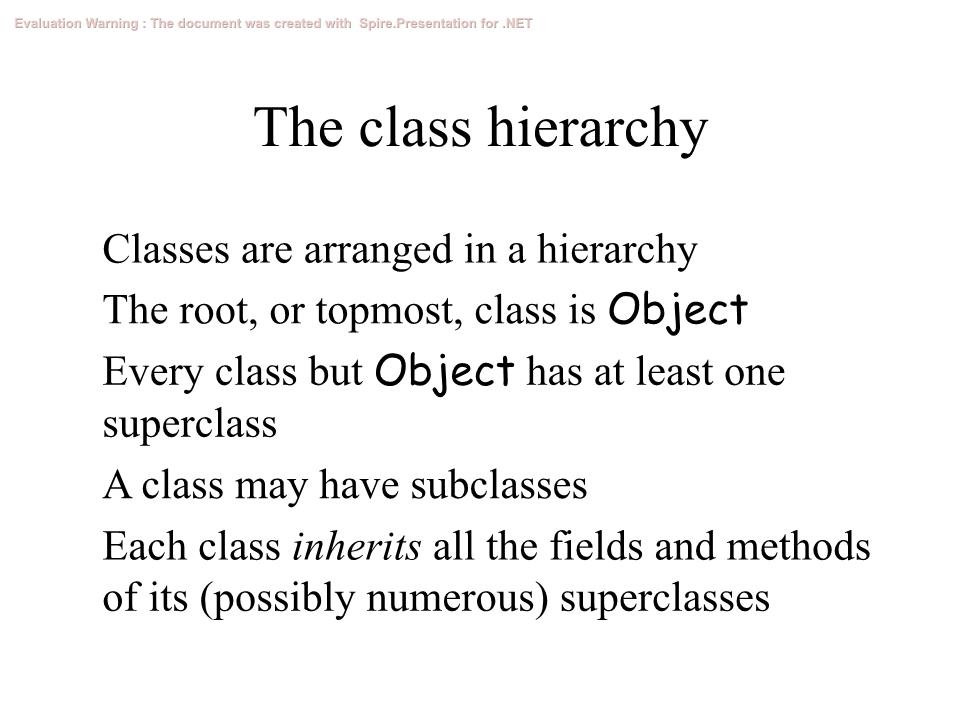 Evaluation Warning : The document was created with Spire.Presentation for .NET
The class hierarchy
Classes are arranged in a hierarchy
The root, or topmost, class is Object
Every class but Object has at least one
superclass
A class may have subclasses
Each class inherits all the fields and methods
of its (possibly numerous) superclasses